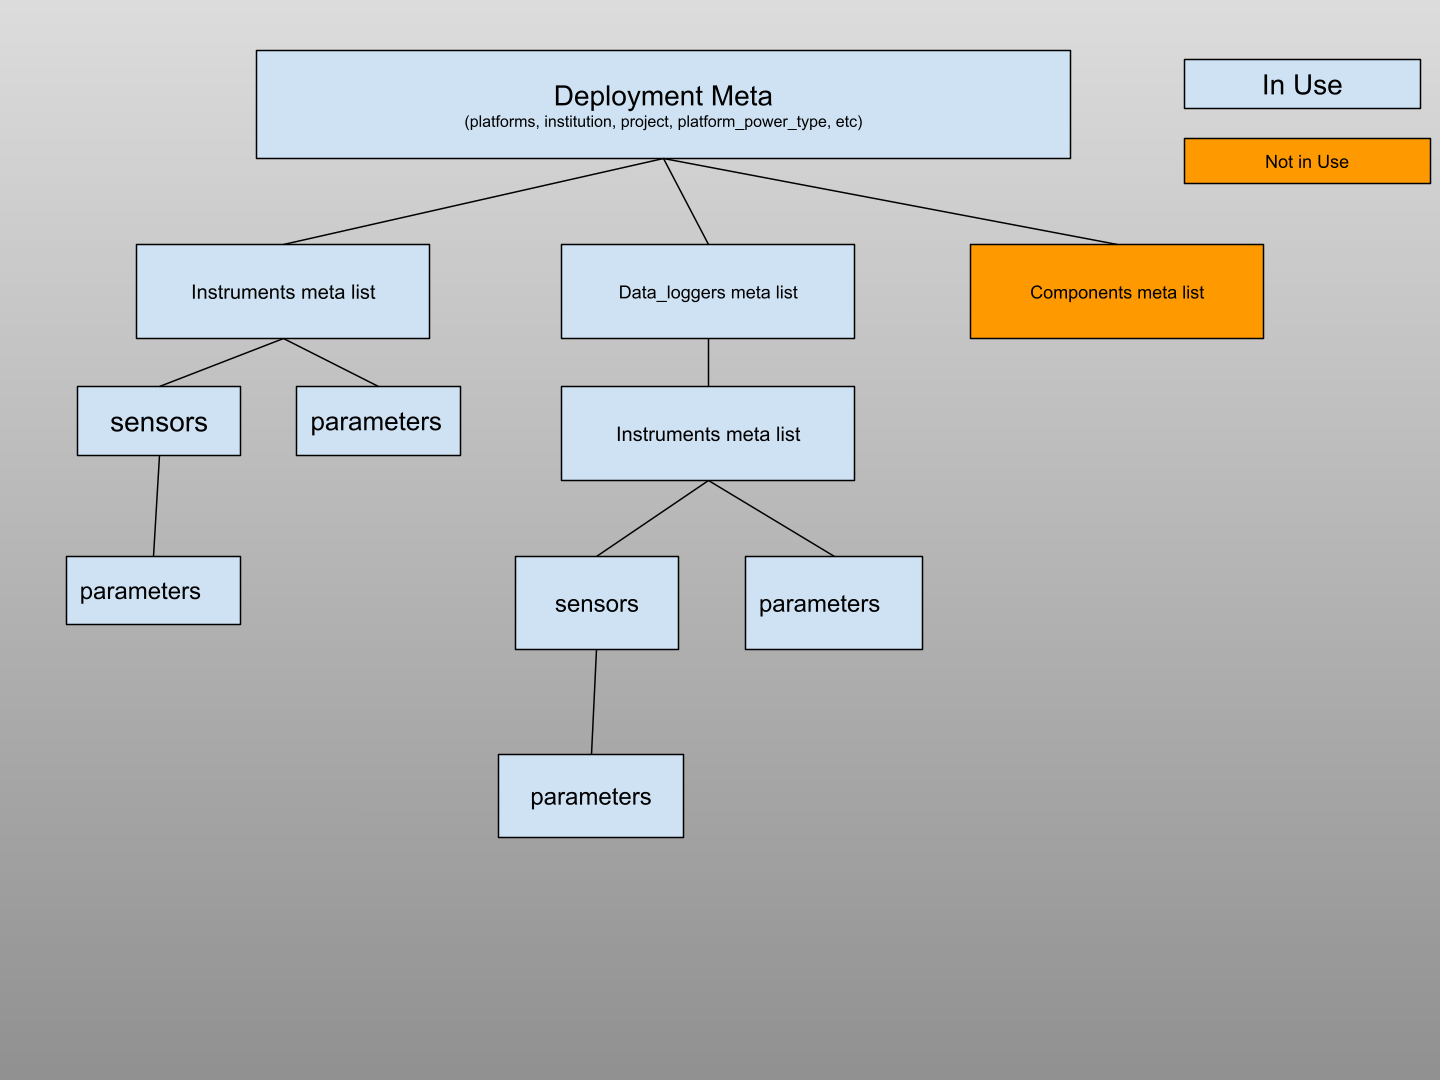 Deployment Meta
(platforms, institution, project, platform_power_type, etc)
In Use
Not in Use
Instruments meta list
Data_loggers meta list
Components meta list
sensors
parameters
Instruments meta list
parameters
sensors
parameters
parameters